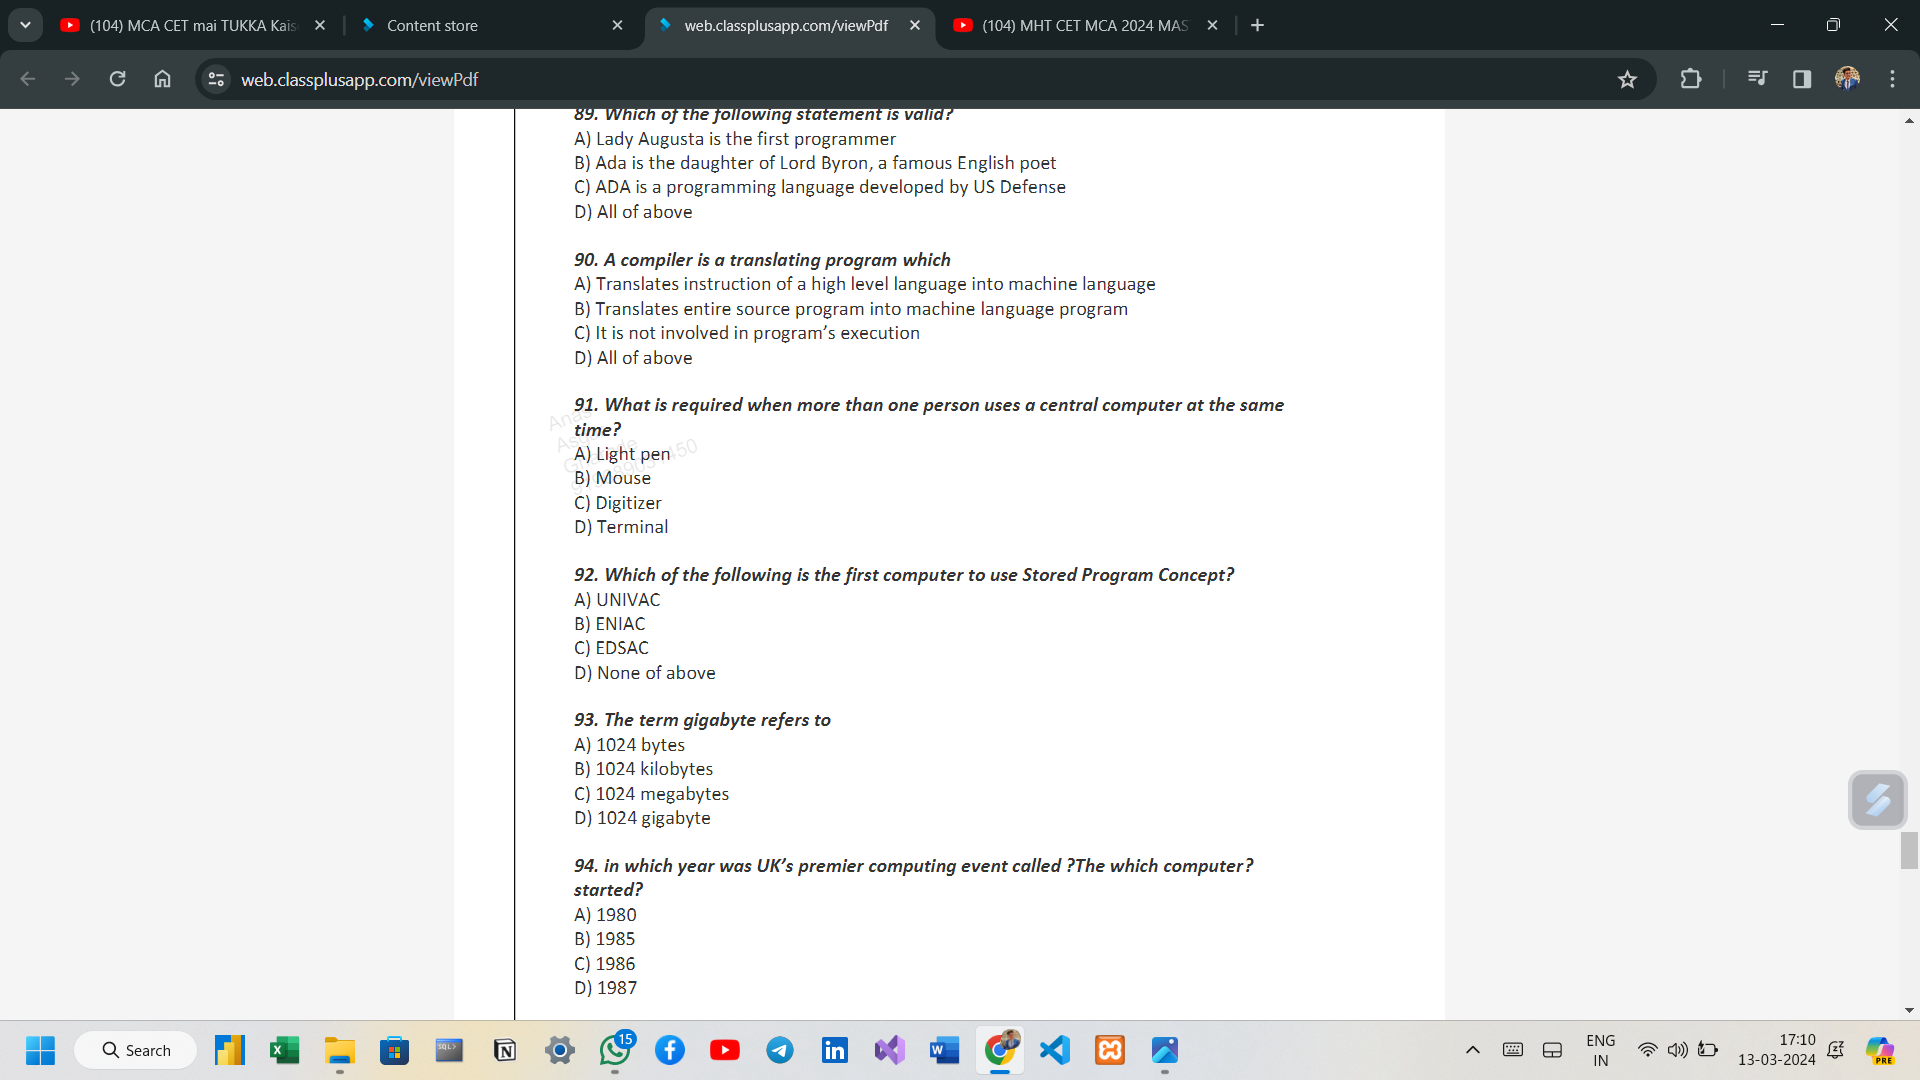 (104) MCA CET mai TUKKA Kais
Content store
web.classplusapp.com/viewPdf
(104) MHT CET MCA 2024 MAS
web.classplusapp.com/viewPdf
89. Which of the following statement is valid?
A) Lady Augusta is the first programmer
B) Ada is the daughter of Lord Byron, a famous English poet
C) ADA is a programming language developed by US Defense
D) All of above
90. A compiler is a translating program which
A) Translates instruction of a high level language into machine language
B) Translates entire source program into machine language program
C) It is not involved in program’s execution
D) All of above
91. What is required when more than one person uses a central computer at the same
time?
A) Light pen
B) Mouse
C) Digitizer
D) Terminal
92. Which of the following is the first computer to use Stored Program Concept?
A) UNIVAC
B) ENIAC
C) EDSAC
D) None of above
93. The term gigabyte refers to
A) 1024 bytes
B) 1024 kilobytes
C) 1024 megabytes
D) 1024 gigabyte
94. in which year was UK’s premier computing event called ?The which computer?
started?
A) 1980
B) 1985
C) 1986
D) 1987
Search
15
ENG
IN
17:10
13-03-2024
PRE